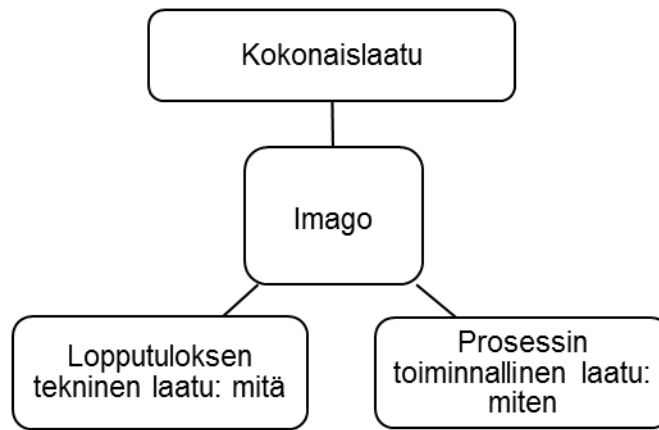 Kokonaislaatu
Imago
Lopputuloksen
tekninen laatu: mitä
Prosessin
toiminnallinen laatu:
miten